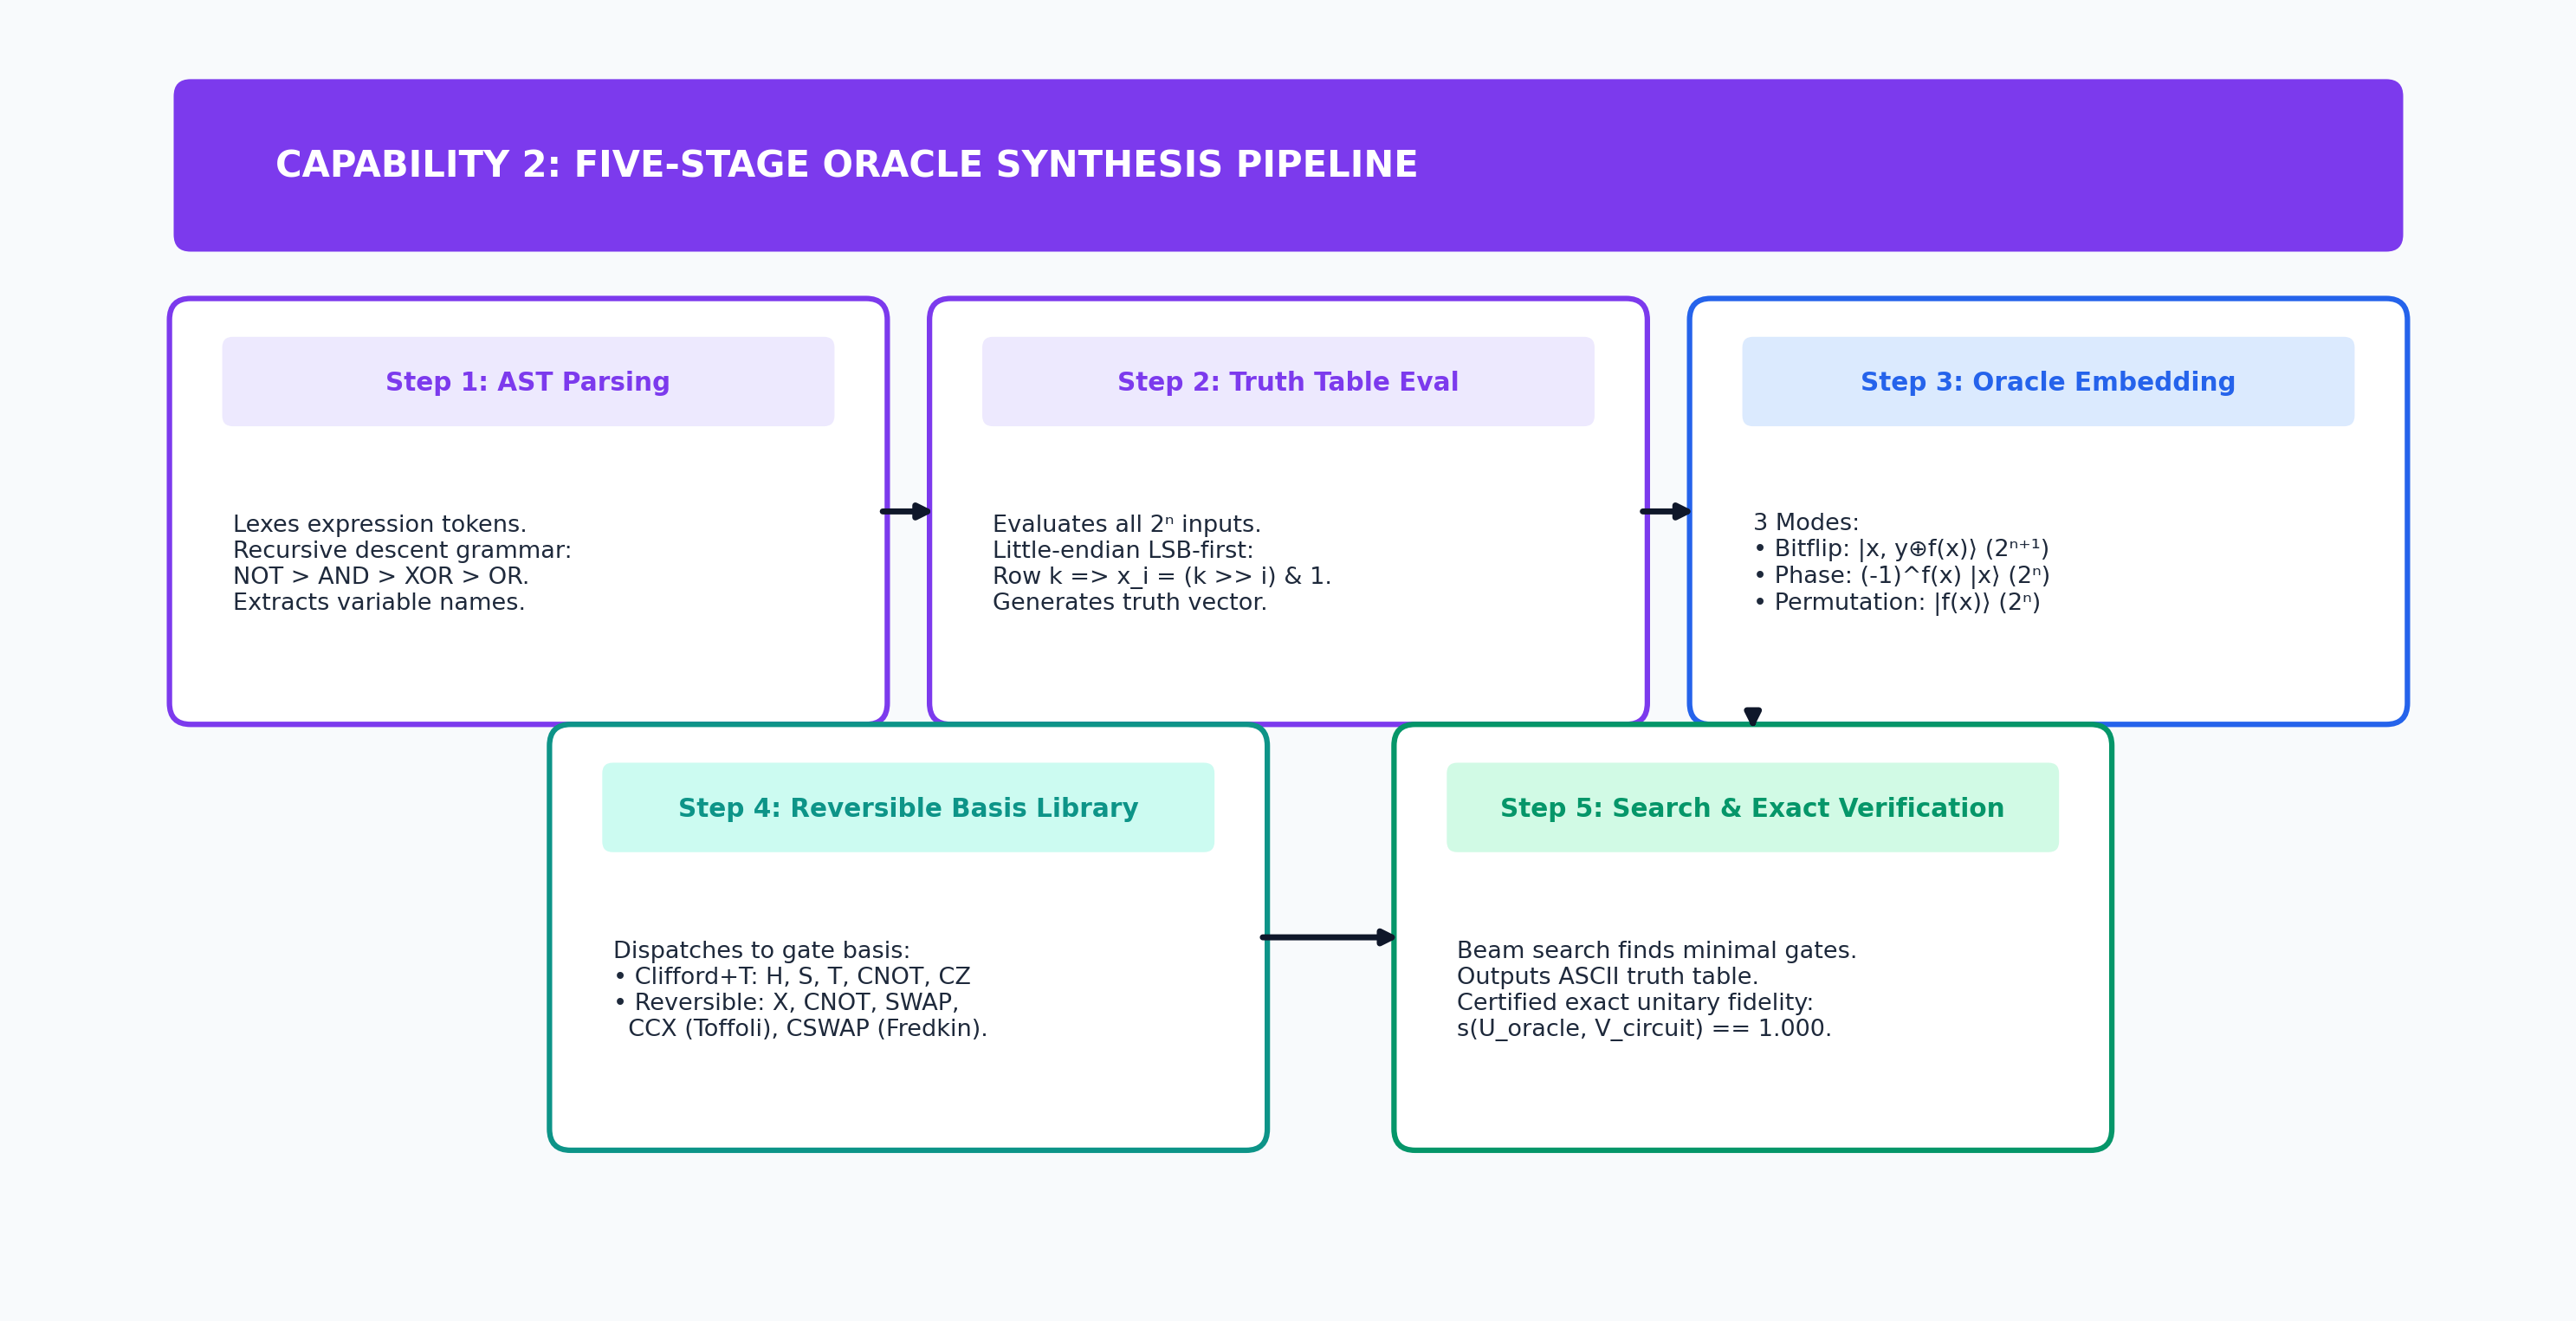 CAPABILITY 2: FIVE-STAGE ORACLE SYNTHESIS PIPELINE
Step 1: AST Parsing
Lexes expression tokens.
Recursive descent grammar:
NOT > AND > XOR > OR.
Extracts variable names.
Step 2: Truth Table Eval
Evaluates all 2ⁿ inputs.
Little-endian LSB-first:
Row k => x_i = (k >> i) & 1.
Generates truth vector.
Step 3: Oracle Embedding
3 Modes:
• Bitflip: |x, y⊕f(x)⟩ (2ⁿ⁺¹)
• Phase: (-1)^f(x) |x⟩ (2ⁿ)
• Permutation: |f(x)⟩ (2ⁿ)
Step 4: Reversible Basis Library
Dispatches to gate basis:
• Clifford+T: H, S, T, CNOT, CZ
• Reversible: X, CNOT, SWAP,
CCX (Toffoli), CSWAP (Fredkin).
Step 5: Search & Exact Verification
Beam search finds minimal gates.
Outputs ASCII truth table.
Certified exact unitary fidelity:
s(U_oracle, V_circuit) == 1.000.